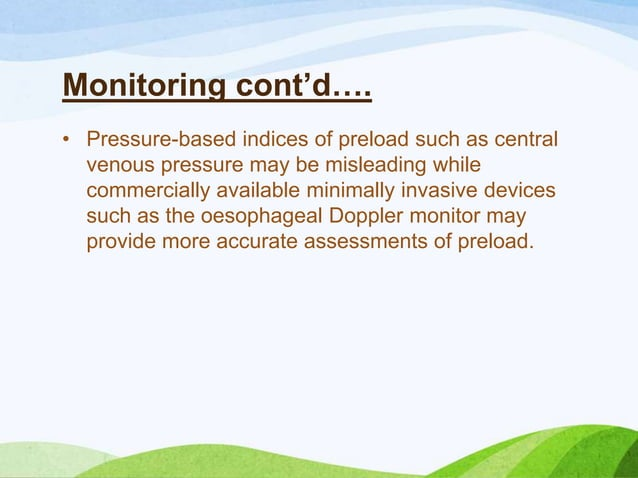 Monitoring cont’d….
• Pressure-based indices of preload such as central
venous pressure may be misleading while
commercially available minimally invasive devices
such as the oesophageal Doppler monitor may
provide more accurate assessments of preload.